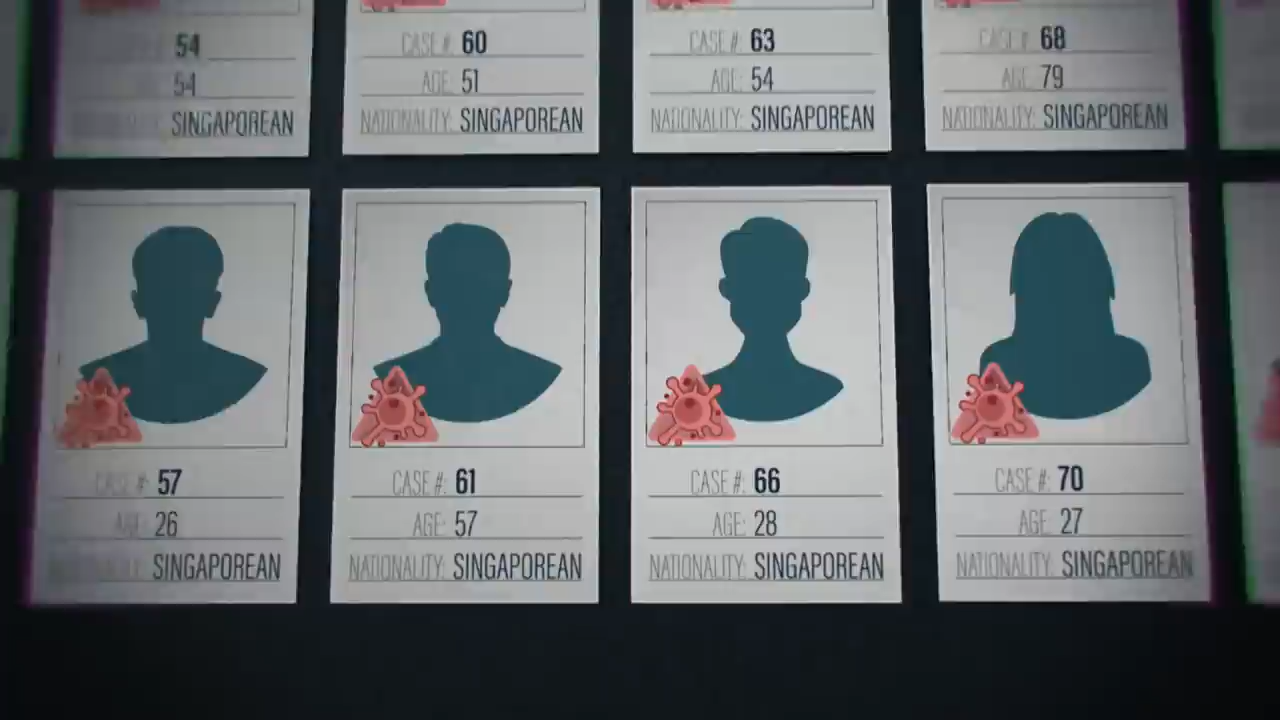 54
54
NATIONALITY: SINGAPOREAN
CASE #: 60
AGE: 51
NATIONALITY: SINGAPOREAN
CASE #: 63
AGE: 54
NATIONALITY: SINGAPOREAN
CASE #: 68
AGE: 79
NATIONALITY: SINGAPOREAN
CASE #: 57
AGE: 26
NATIONALITY: SINGAPOREAN
CASE #: 61
AGE: 57
NATIONALITY: SINGAPOREAN
CASE #: 66
AGE: 28
NATIONALITY: SINGAPOREAN
CASE #: 70
AGE: 27
NATIONALITY: SINGAPOREAN